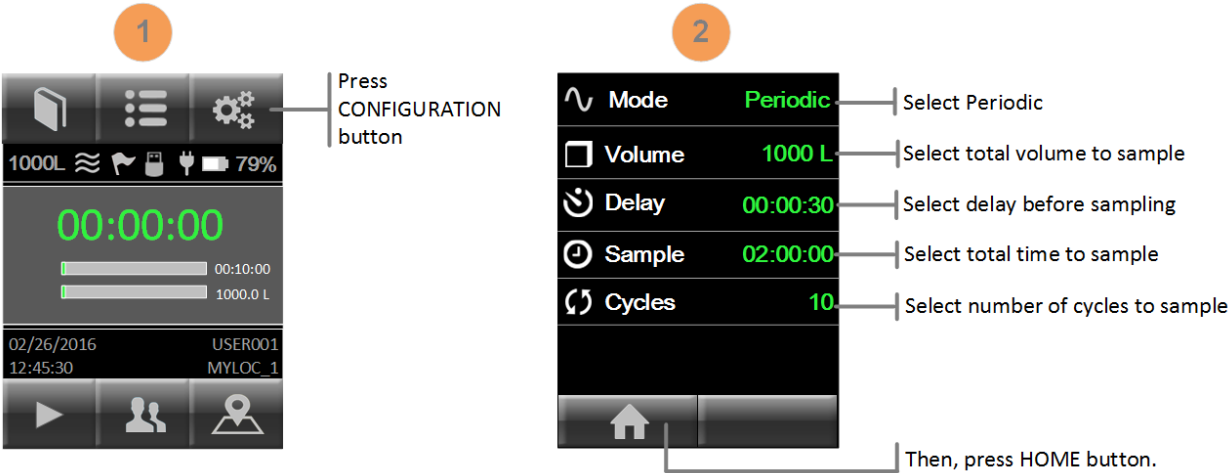 1
2
Press
CONFIGURATION
button
1000L 79%
00:00:00
00:10:00
1000.0 L
02/26/2016 USER001
12:45:30 MYLOC_1
Mode Periodic
Select Periodic
Volume 1000 L
Select total volume to sample
Delay 00:00:30
Select delay before sampling
Sample 02:00:00
Select total time to sample
Cycles 10
Select number of cycles to sample
Then, press HOME button.